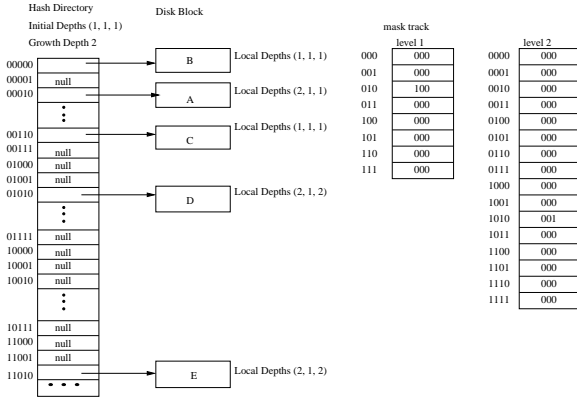 Hash Directory
Initial Depths (1, 1, 1)
Growth Depth 2
Disk Block
00000
B
Local Depths (1, 1, 1)
00001 null
00010
A
Local Depths (2, 1, 1)
00110
C
Local Depths (1, 1, 1)
00111 null
01000 null
01001 null
01010
D
Local Depths (2, 1, 2)
01111 null
10000 null
10001 null
10010 null
10111 null
11000 null
11001 null
11010
E
Local Depths (2, 1, 2)
mask track
level 1
000 000
001 000
010 100
011 000
100 000
101 000
110 000
111 000
level 2
0000 000
0001 000
0010 000
0011 000
0100 000
0101 000
0110 000
0111 000
1000 000
1001 000
1010 001
1011 000
1100 000
1101 000
1110 000
1111 000